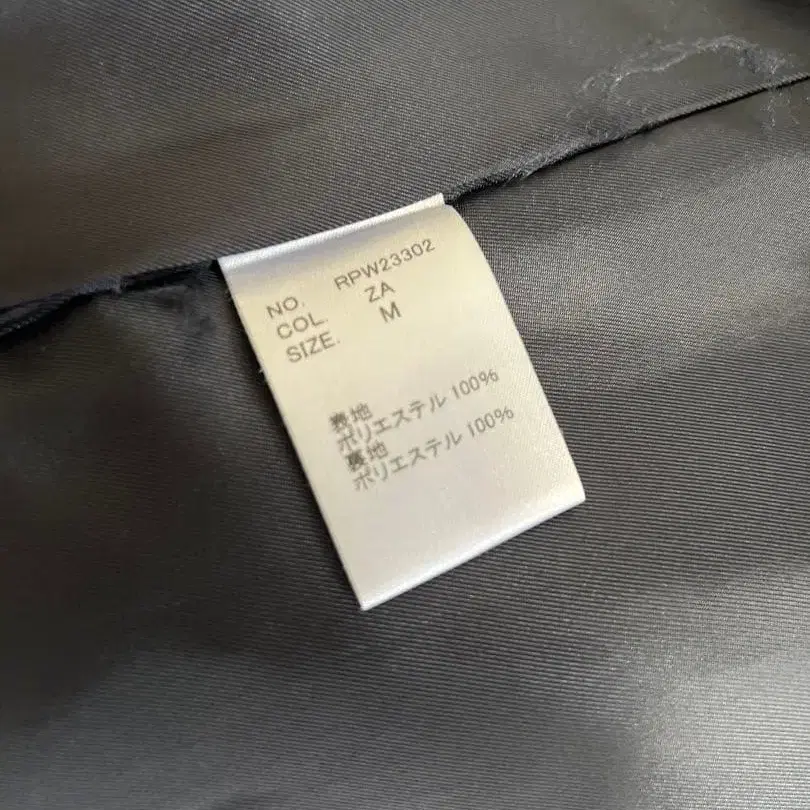 NO. RPW23302
COL. ZA
SIZE. M
表地
ポリエステル 100%
裏地
ポリエステル 100%